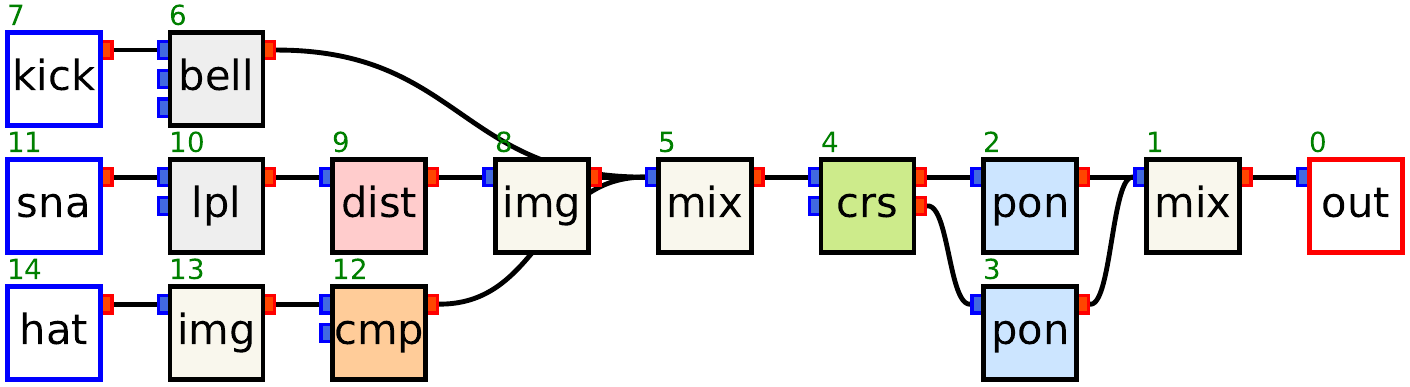 7 6
kick bell
11 10 9 8 5 4 2 1 0
sna lpl dist img mix crs pon mix out
14 13 12 3
hat img cmp pon